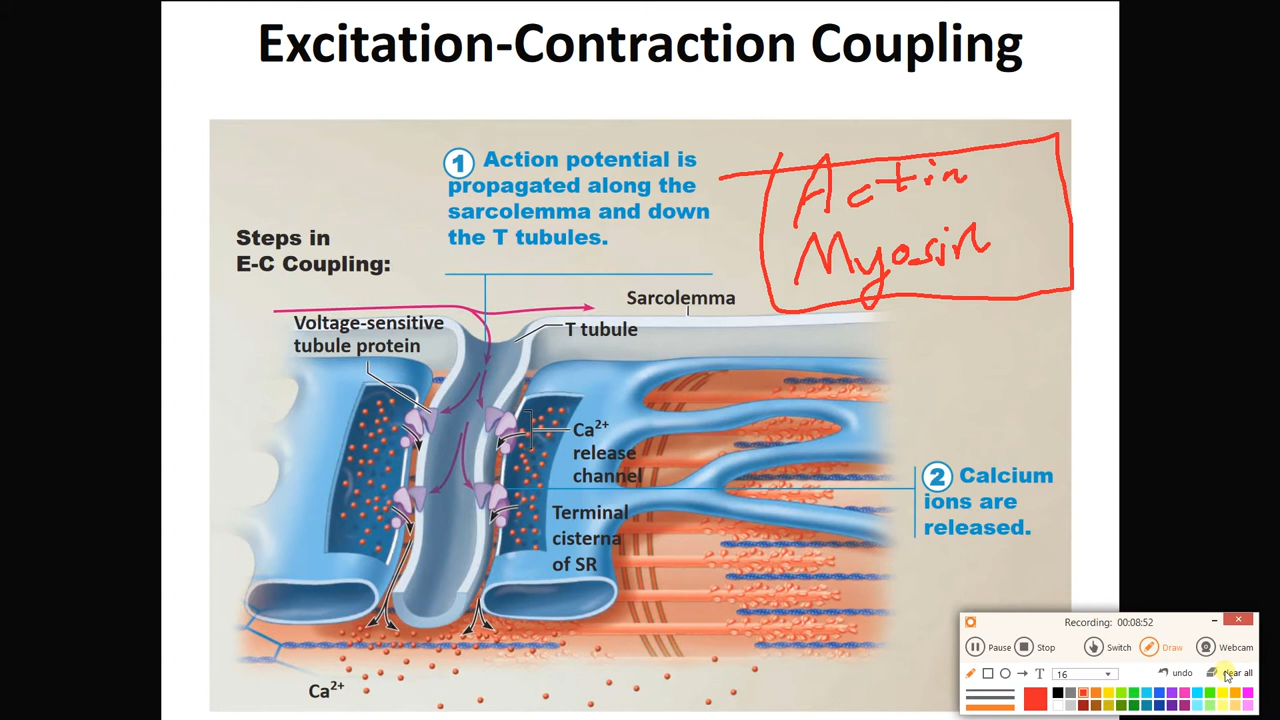 Excitation-Contraction Coupling
1 Action potential is
propagated along the
sarcolemma and down
the T tubules.
Actin
Myosin
Steps in
E-C Coupling:
Sarcolemma
Voltage-sensitive
tubule protein
T tubule
Ca2+
release
channel
2 Calcium
ions are
released.
Terminal
cisterna
of SR
Ca2+
Recording: 00:08:52
Pause Stop Switch Draw Webcam
T 16 undo clear all